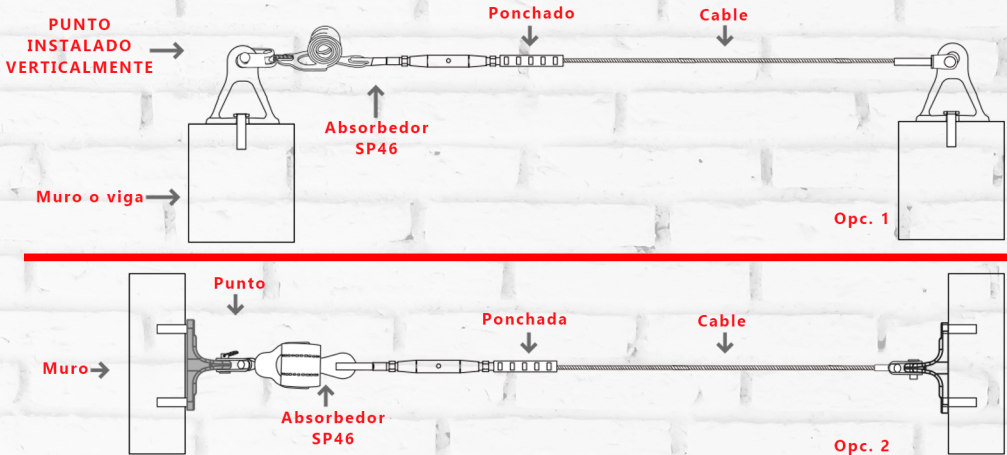 PUNTO
INSTALADO
VERTICALMENTE
Ponchado
Cable
Absorbedor
SP46
Muro o viga
Opc. 1
Punto
Ponchada
Cable
Muro
Absorbedor
SP46
Opc. 2